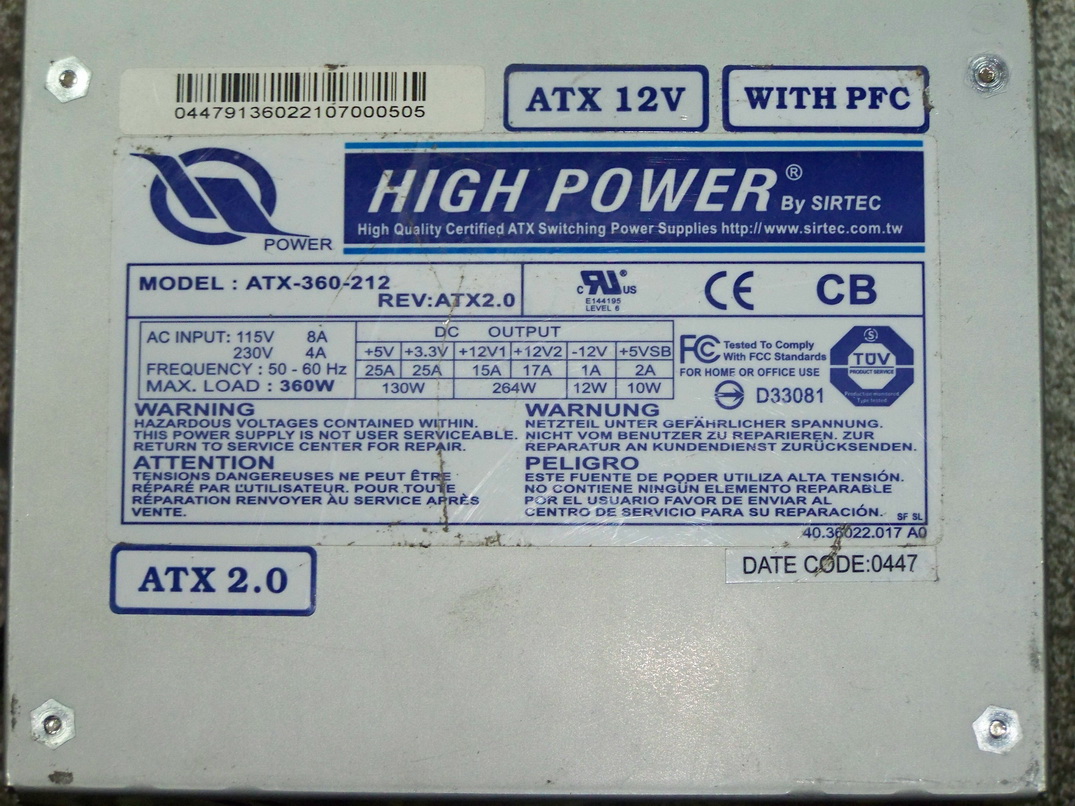 04479136022107000505
ATX 12V
WITH PFC
POWER
HIGH POWER® By SIRTEC
High Quality Certified ATX Switching Power Supplies http://www.sirtec.com.tw
MODEL : ATX-360-212
REV:ATX2.0
c RU® US
E144195
LEVEL 6
CE
CB
AC INPUT: 115V 8A
230V 4A
FREQUENCY : 50 - 60 Hz
MAX. LOAD : 360W
DC OUTPUT
+5V +3.3V +12V1 +12V2 -12V +5VSB
25A 25A 15A 17A 1A 2A
130W 264W 12W 10W
FC Tested To Comply
With FCC Standards
FOR HOME OR OFFICE USE
D33081
S
TÜV
PRODUCT SERVICE
Production monitored
Type tested
WARNING
HAZARDOUS VOLTAGES CONTAINED WITHIN.
THIS POWER SUPPLY IS NOT USER SERVICEABLE.
RETURN TO SERVICE CENTER FOR REPAIR.
WARNUNG
NETZTEIL UNTER GEFÄHRLICHER SPANNUNG.
NICHT VOM BENUTZER ZU REPARIEREN. ZUR
REPARATUR AN KUNDENDIENST ZURÜCKSENDEN.
ATTENTION
TENSIONS DANGEREUSES NE PEUT ÊTRE
RÉPARÉ PAR L'UTILISATEUR. POUR TOUTE
RÉPARATION RENVOYER ÀU SERVICE APRÈS
VENTE.
PELIGRO
ESTE FUENTE DE PODER UTILIZA ALTA TENSIÓN.
NO CONTIENE NINGÚN ELEMENTO REPARABLE
POR EL USUARIO FAVOR DE ENVIAR AL
CENTRO DE SERVICIO PARA SU REPARACIÓN.
SF SL
40.36022.017 A0
DATE CODE:0447
ATX 2.0